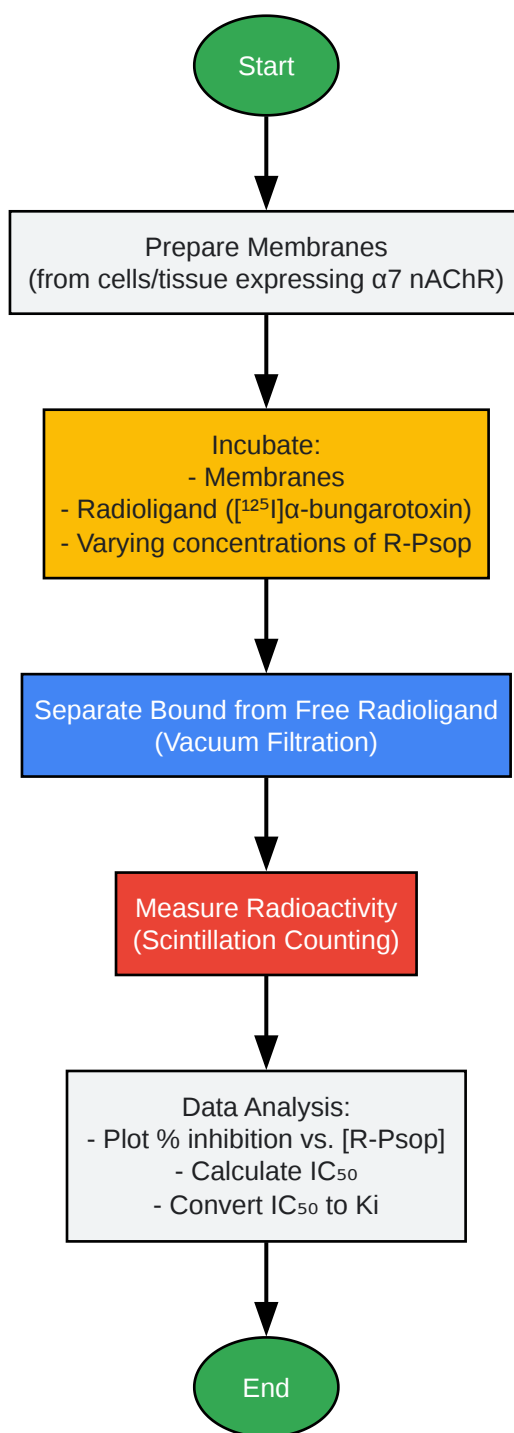 Start
Prepare Membranes
(from cells/tissue expressing α7 nAChR)
Incubate:
- Membranes
- Radioligand ([¹²⁵I]α-bungarotoxin)
- Varying concentrations of R-Psop
Separate Bound from Free Radioligand
(Vacuum Filtration)
Measure Radioactivity
(Scintillation Counting)
Data Analysis:
- Plot % inhibition vs. [R-Psop]
- Calculate IC₅₀
- Convert IC₅₀ to Ki
End